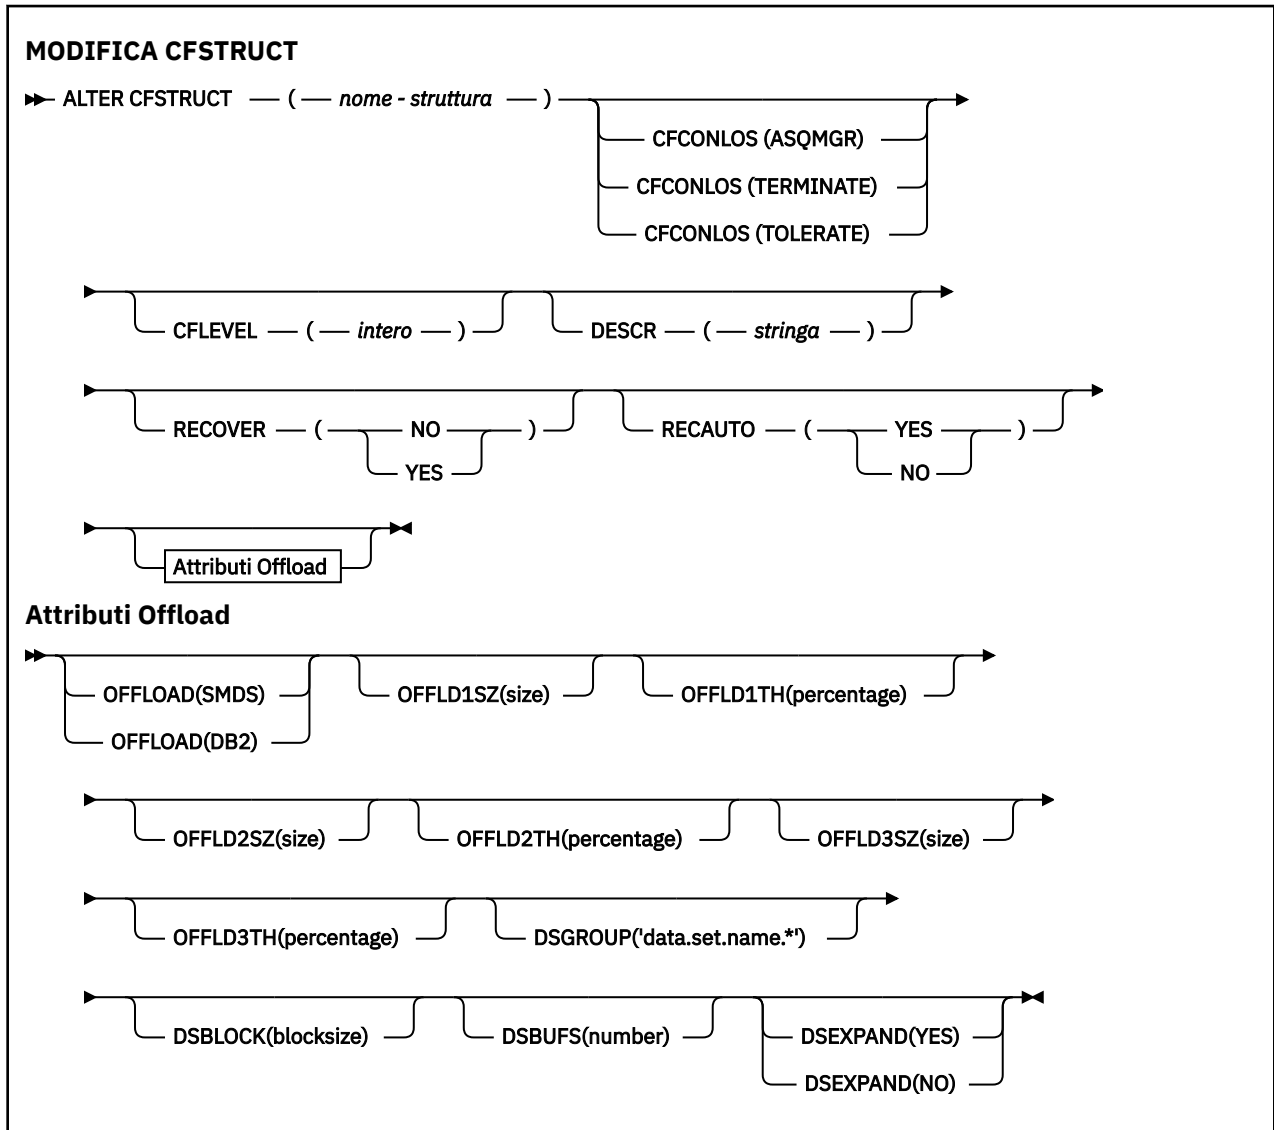 MODIFICA CFSTRUCT
ALTER CFSTRUCT ( nome - struttura )
CFCONLOS (ASQMGR)
CFCONLOS (TERMINATE)
CFCONLOS (TOLERATE)
CFLEVEL ( intero ) DESCR ( stringa )
RECOVER ( NO ) RECAUTO ( YES )
YES NO
Attributi Offload
Attributi Offload
OFFLOAD(SMDS) OFFLD1SZ(size) OFFLD1TH(percentage)
OFFLOAD(DB2)
OFFLD2SZ(size) OFFLD2TH(percentage) OFFLD3SZ(size)
OFFLD3TH(percentage) DSGROUP('data.set.name.*')
DSBLOCK(blocksize) DSBUFS(number) DSEXPAND(YES)
DSEXPAND(NO)